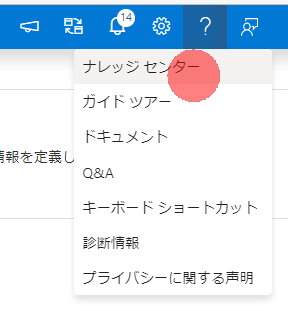 14
ナレッジ センター
ガイド ツアー
ドキュメント
情報を定義し
Q&A
キーボード ショートカット
診断情報
プライバシーに関する声明